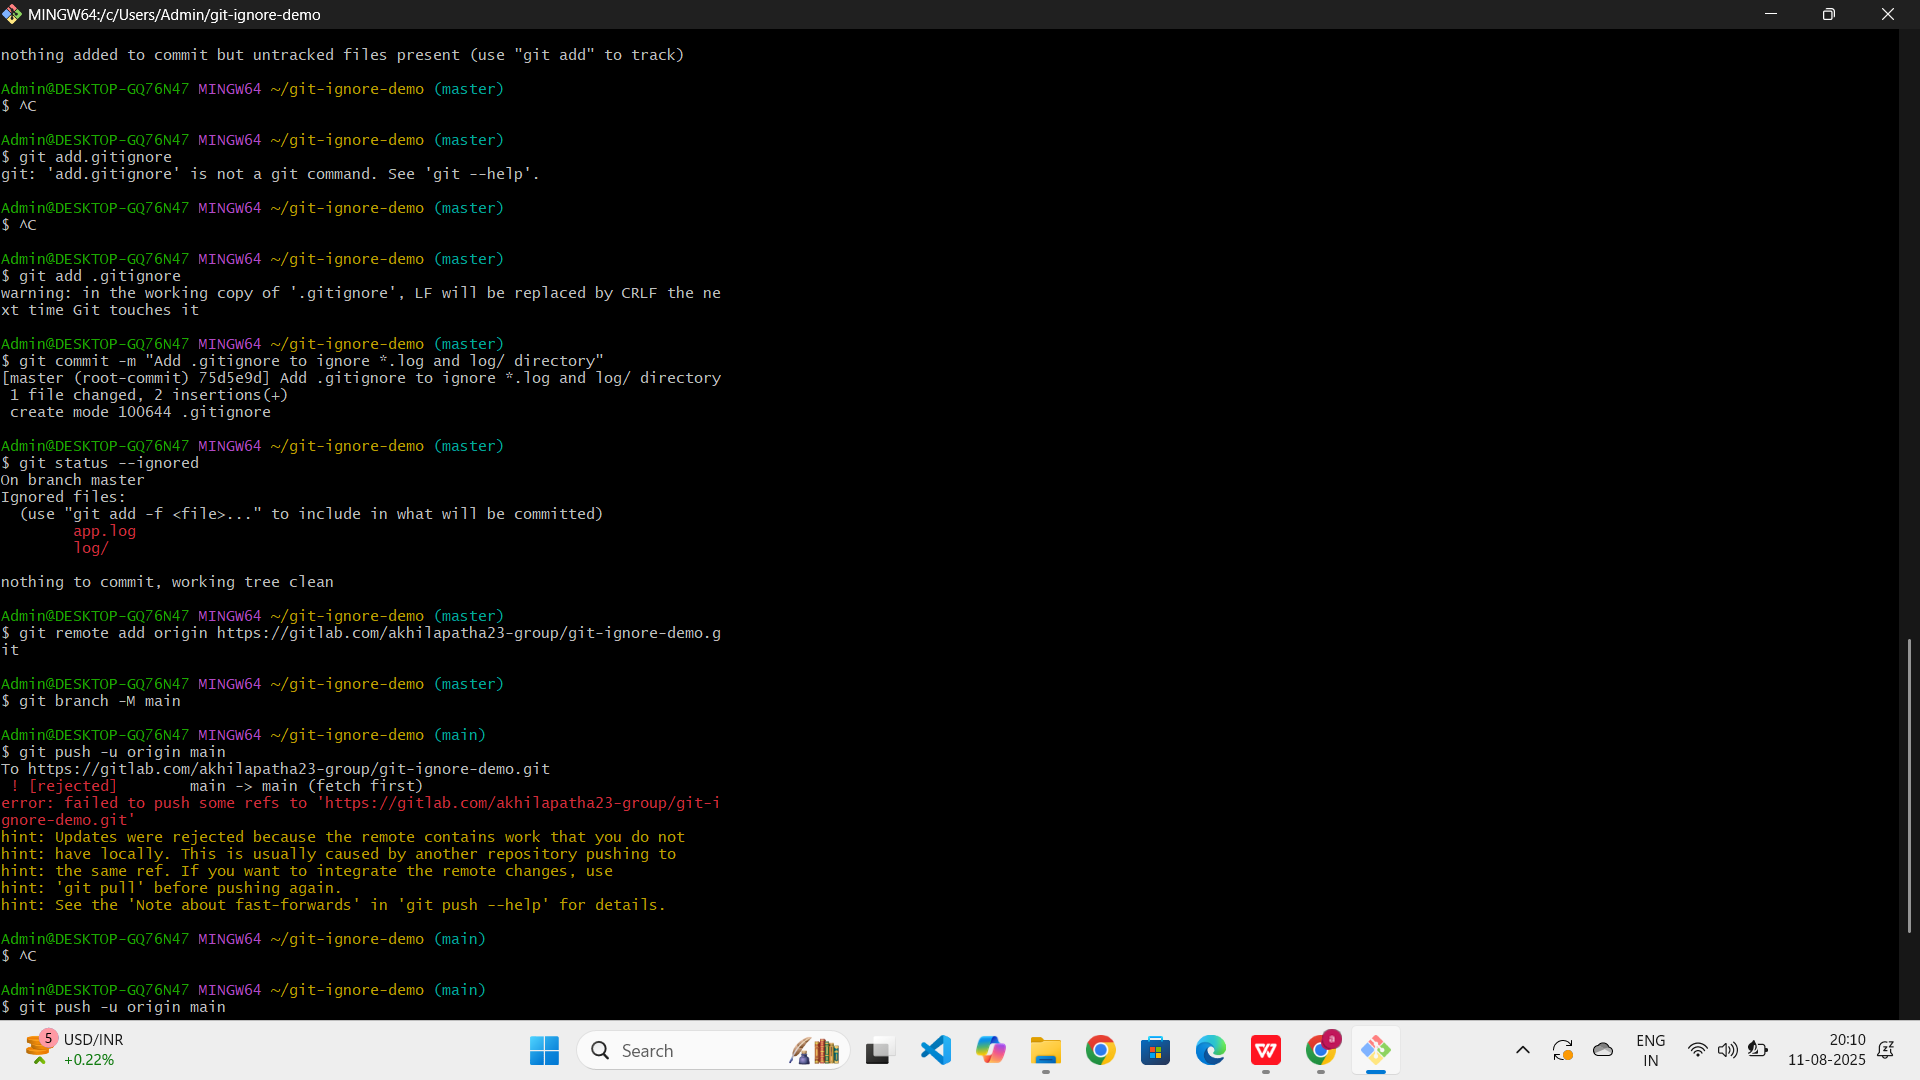 MINGW64:/c/Users/Admin/git-ignore-demo
nothing added to commit but untracked files present (use "git add" to track)
Admin@DESKTOP-GQ76N47 MINGW64 ~/git-ignore-demo (master)
$ ^C
Admin@DESKTOP-GQ76N47 MINGW64 ~/git-ignore-demo (master)
$ git add.gitignore
git: 'add.gitignore' is not a git command. See 'git --help'.
Admin@DESKTOP-GQ76N47 MINGW64 ~/git-ignore-demo (master)
$ ^C
Admin@DESKTOP-GQ76N47 MINGW64 ~/git-ignore-demo (master)
$ git add .gitignore
warning: in the working copy of '.gitignore', LF will be replaced by CRLF the ne
xt time Git touches it
Admin@DESKTOP-GQ76N47 MINGW64 ~/git-ignore-demo (master)
$ git commit -m "Add .gitignore to ignore *.log and log/ directory"
[master (root-commit) 75d5e9d] Add .gitignore to ignore *.log and log/ directory
 1 file changed, 2 insertions(+)
 create mode 100644 .gitignore
Admin@DESKTOP-GQ76N47 MINGW64 ~/git-ignore-demo (master)
$ git status --ignored
On branch master
Ignored files:
  (use "git add -f <file>..." to include in what will be committed)
        app.log
        log/
nothing to commit, working tree clean
Admin@DESKTOP-GQ76N47 MINGW64 ~/git-ignore-demo (master)
$ git remote add origin https://gitlab.com/akhilapatha23-group/git-ignore-demo.g
it
Admin@DESKTOP-GQ76N47 MINGW64 ~/git-ignore-demo (master)
$ git branch -M main
Admin@DESKTOP-GQ76N47 MINGW64 ~/git-ignore-demo (main)
$ git push -u origin main
To https://gitlab.com/akhilapatha23-group/git-ignore-demo.git
 ! [rejected]        main -> main (fetch first)
error: failed to push some refs to 'https://gitlab.com/akhilapatha23-group/git-i
gnore-demo.git'
hint: Updates were rejected because the remote contains work that you do not
hint: have locally. This is usually caused by another repository pushing to
hint: the same ref. If you want to integrate the remote changes, use
hint: 'git pull' before pushing again.
hint: See the 'Note about fast-forwards' in 'git push --help' for details.
Admin@DESKTOP-GQ76N47 MINGW64 ~/git-ignore-demo (main)
$ ^C
Admin@DESKTOP-GQ76N47 MINGW64 ~/git-ignore-demo (main)
$ git push -u origin main
5
USD/INR
+0.22%
Search
W
a
ENG
IN
20:10
11-08-2025